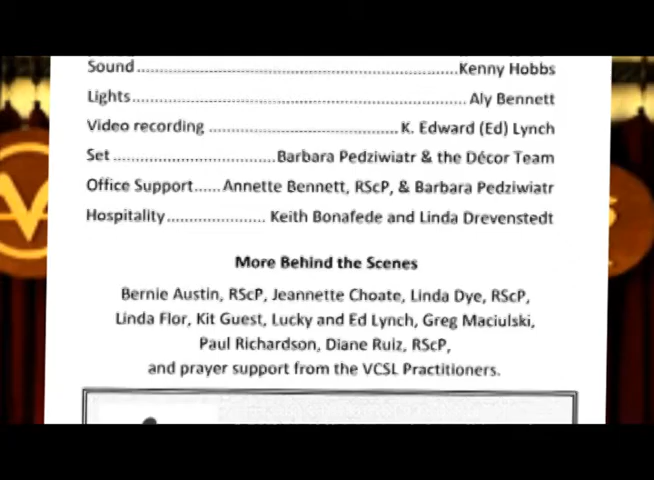 Sound..................................................Kenny Hobbs
Lights.................................................... Aly Bennett
Video recording .............................. K. Edward (Ed) Lynch
Set ..........................Barbara Pedziwiatr & the Décor Team
Office Support...... Annette Bennett, RScP, & Barbara Pedziwiatr
Hospitality...................... Keith Bonafede and Linda Drevenstedt
More Behind the Scenes
Bernie Austin, RScP, Jeannette Choate, Linda Dye, RScP,
Linda Flor, Kit Guest, Lucky and Ed Lynch, Greg Maciulski,
Paul Richardson, Diane Ruiz, RScP,
and prayer support from the VCSL Practitioners.